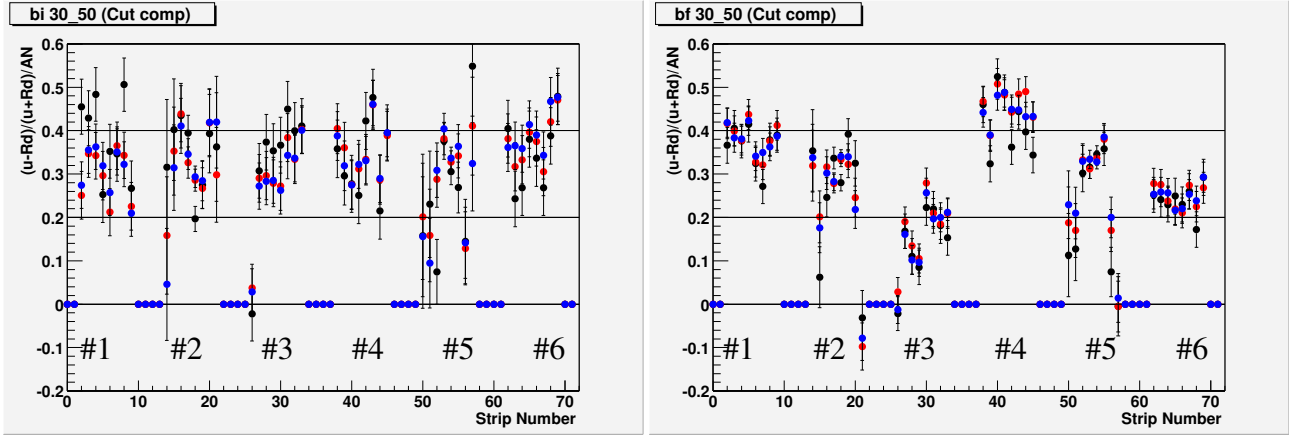 bi 30_50 (Cut comp)
(u-Rd)/(u+Rd)/AN
0.6
0.5
0.4
0.3
0.2
0.1
0
-0.1
-0.2
#1 #2 #3 #4 #5 #6
0 10 20 30 40 50 60 70
Strip Number
bf 30_50 (Cut comp)
(u-Rd)/(u+Rd)/AN
0.6
0.5
0.4
0.3
0.2
0.1
0
-0.1
-0.2
#1 #2 #3 #4 #5 #6
0 10 20 30 40 50 60 70
Strip Number